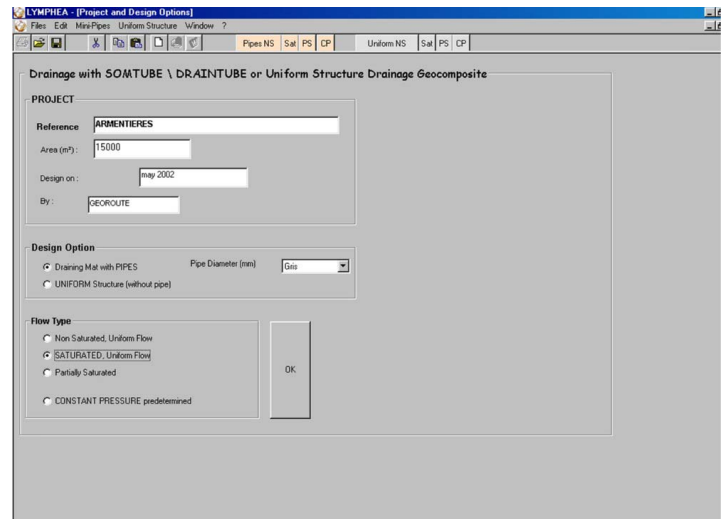 LYMPHEA - [Project and Design Options]
Files Edit Mini-Pipes Uniform Structure Window ?
Pipes NS Sat PS CP Uniform NS Sat PS CP
Drainage with SOMTUBE \ DRAINTUBE or Uniform Structure Drainage Geocomposite
PROJECT
Reference ARMENTIERES
Area (m²) : 15000
Design on : may 2002
By : GEOROUTE
Design Option
Draining Mat with PIPES Pipe Diameter (mm) Gris
UNIFORM Structure (without pipe)
Flow Type
Non Saturated, Uniform Flow
SATURATED, Uniform Flow
Partially Saturated
OK
CONSTANT PRESSURE predetermined